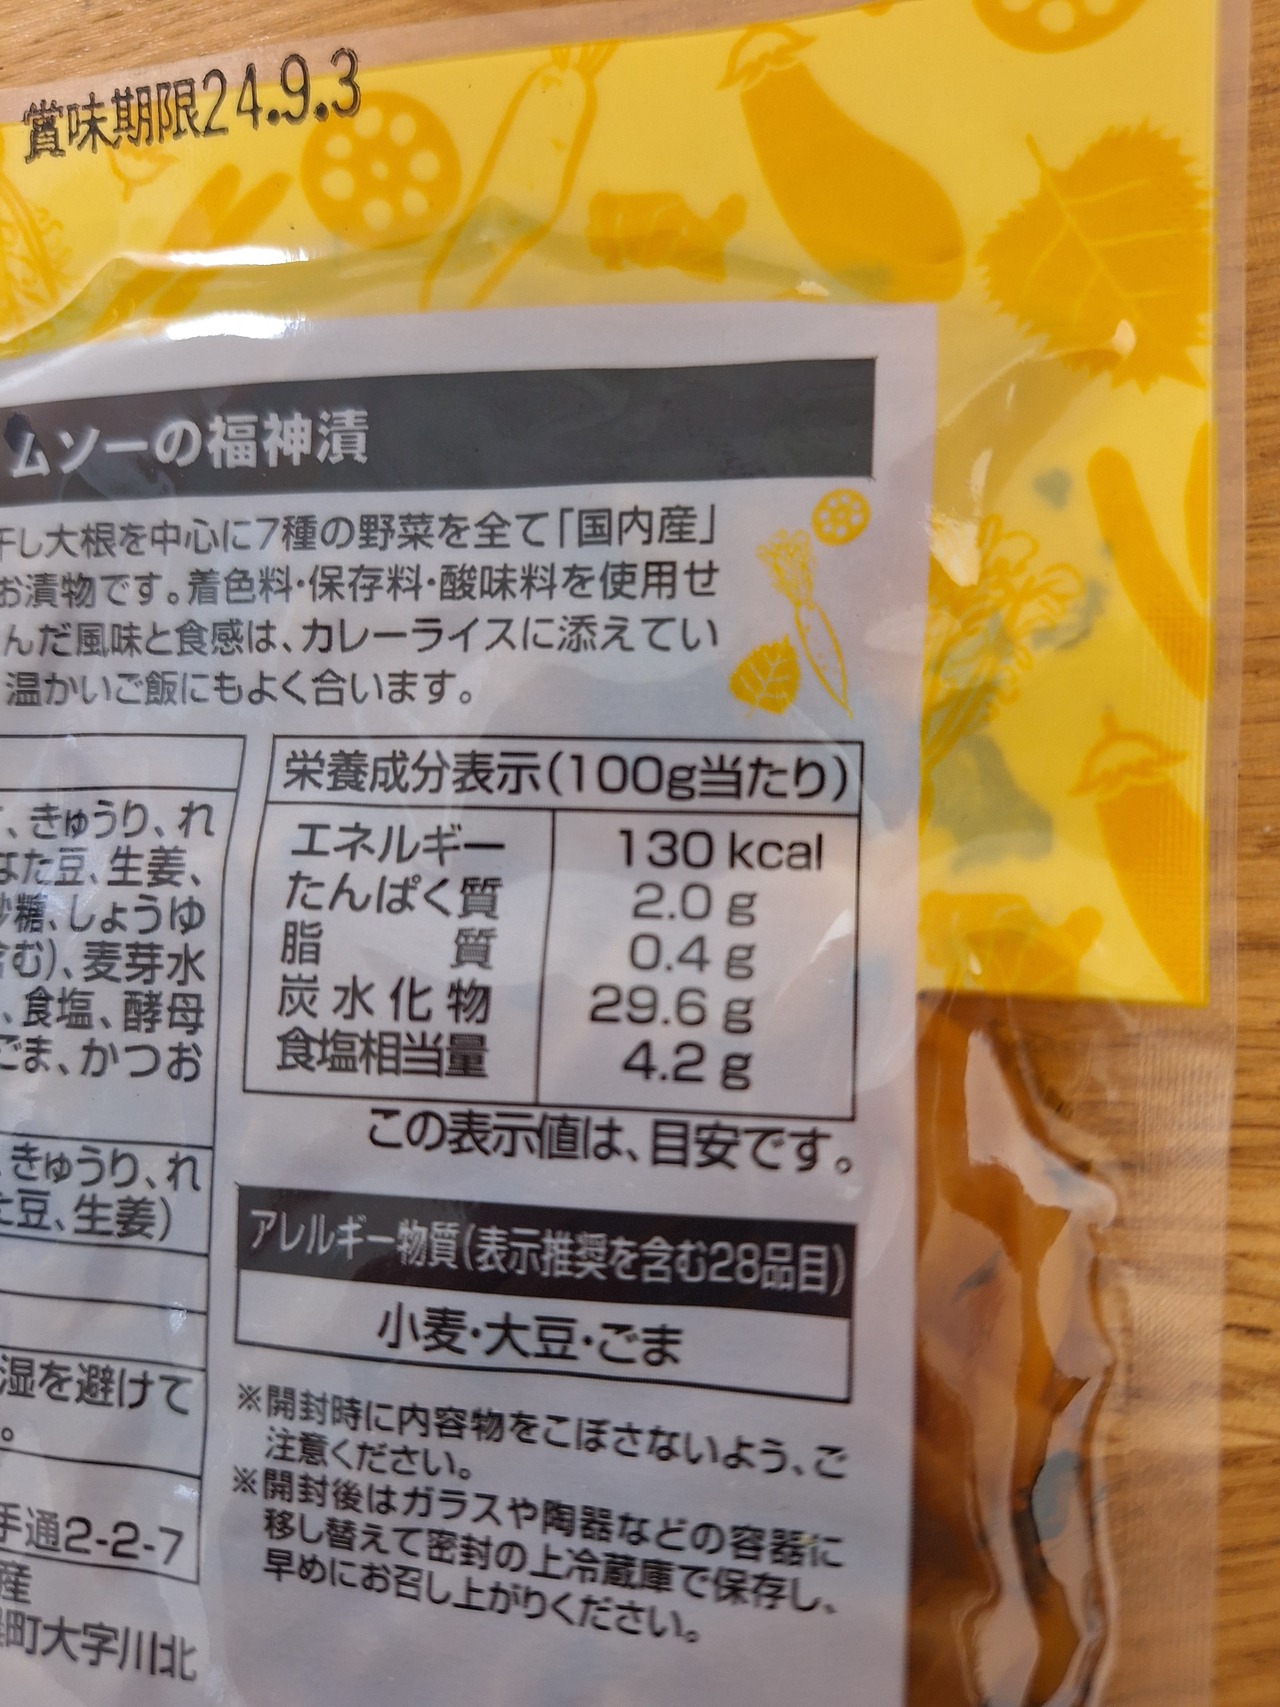 賞味期限24.9.3
ムソーの福神漬
干し大根を中心に7種の野菜を全て「国内産」
お漬物です。着色料・保存料・酸味料を使用せ
んだ風味と食感は、カレーライスに添えてい
温かいご飯にもよく合います。
、きゅうり、れ
なた豆、生姜、
砂糖、しょうゆ
含む)、麦芽水
、食塩、酵母
ごま、かつお
、きゅうり、れ
た豆、生姜)
湿を避けて
。
手通2-2-7
産
町大字川北
栄養成分表示(100g当たり)
エネルギー 130 kcal
たんぱく質 2.0 g
脂質 0.4 g
炭水化物 29.6 g
食塩相当量 4.2 g
この表示値は、目安です。
アレルギー物質(表示推奨を含む28品目)
小麦・大豆・ごま
※開封時に内容物をこぼさないよう、ご
注意ください。
※開封後はガラスや陶器などの容器に
移し替えて密封の上冷蔵庫で保存し、
早めにお召し上がりください。